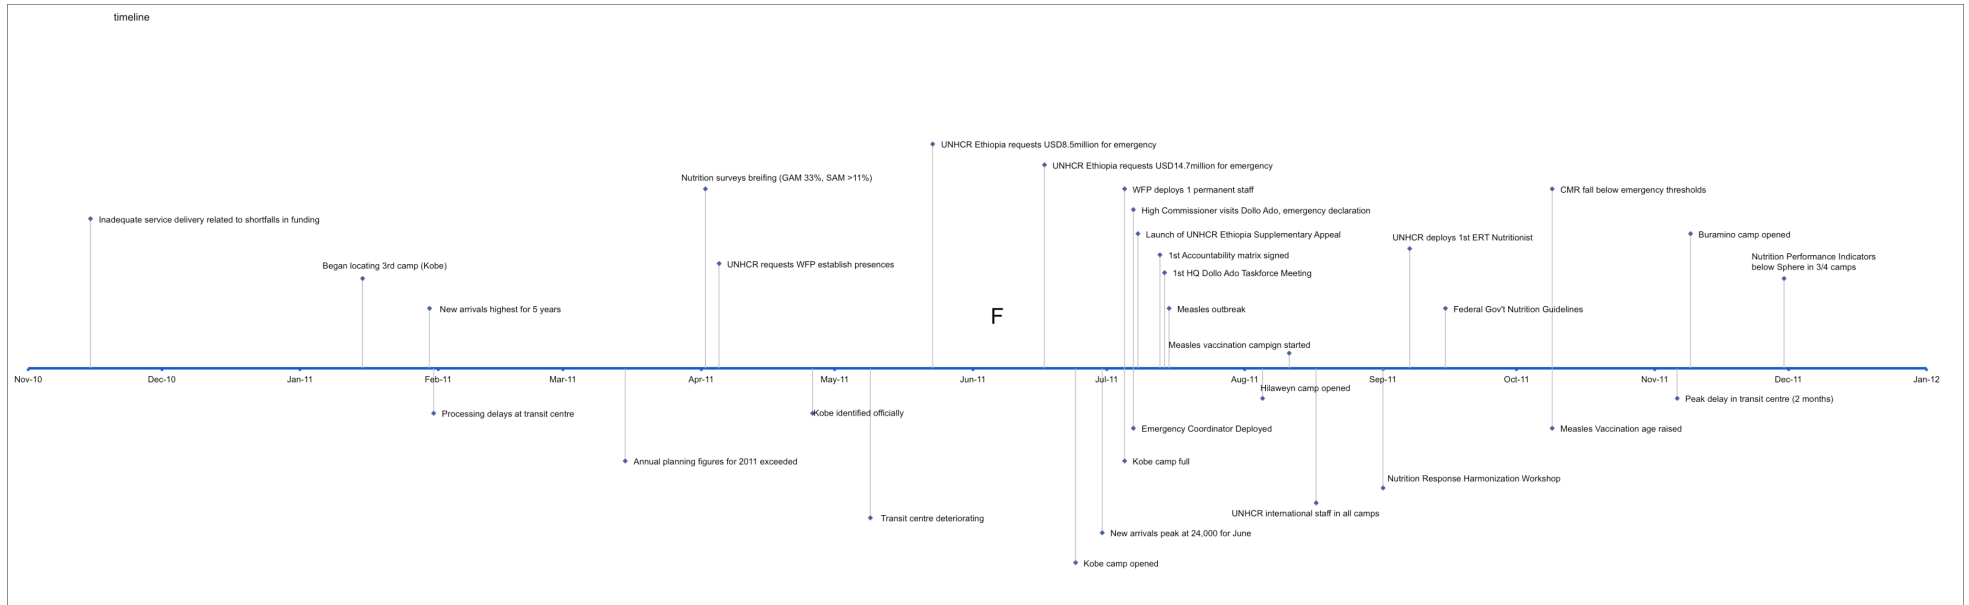 timeline
UNHCR Ethiopia requests USD8.5million for emergency
UNHCR Ethiopia requests USD14.7million for emergency
Nutrition surveys breifing (GAM 33%, SAM >11%)
WFP deploys 1 permanent staff
CMR fall below emergency thresholds
High Commissioner visits Dollo Ado, emergency declaration
Inadequate service delivery related to shortfalls in funding
Launch of UNHCR Ethiopia Supplementary Appeal
UNHCR deploys 1st ERT Nutritionist
Buramino camp opened
1st Accountability matrix signed
Nutrition Performance Indicators
below Sphere in 3/4 camps
Began locating 3rd camp (Kobe)
UNHCR requests WFP establish presences
1st HQ Dollo Ado Taskforce Meeting
New arrivals highest for 5 years
F
Measles outbreak
Federal Gov't Nutrition Guidelines
Measles vaccination campign started
Nov-10 Dec-10 Jan-11 Feb-11 Mar-11 Apr-11 May-11 Jun-11 Jul-11 Aug-11 Sep-11 Oct-11 Nov-11 Dec-11 Jan-12
Hilaweyn camp opened
Peak delay in transit centre (2 months)
Processing delays at transit centre
Kobe identified officially
Emergency Coordinator Deployed
Measles Vaccination age raised
Annual planning figures for 2011 exceeded
Kobe camp full
Nutrition Response Harmonization Workshop
UNHCR international staff in all camps
Transit centre deteriorating
New arrivals peak at 24,000 for June
Kobe camp opened